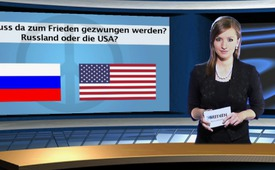 uss da zum Frieden gezwungen werden?
Russland oder die USA?